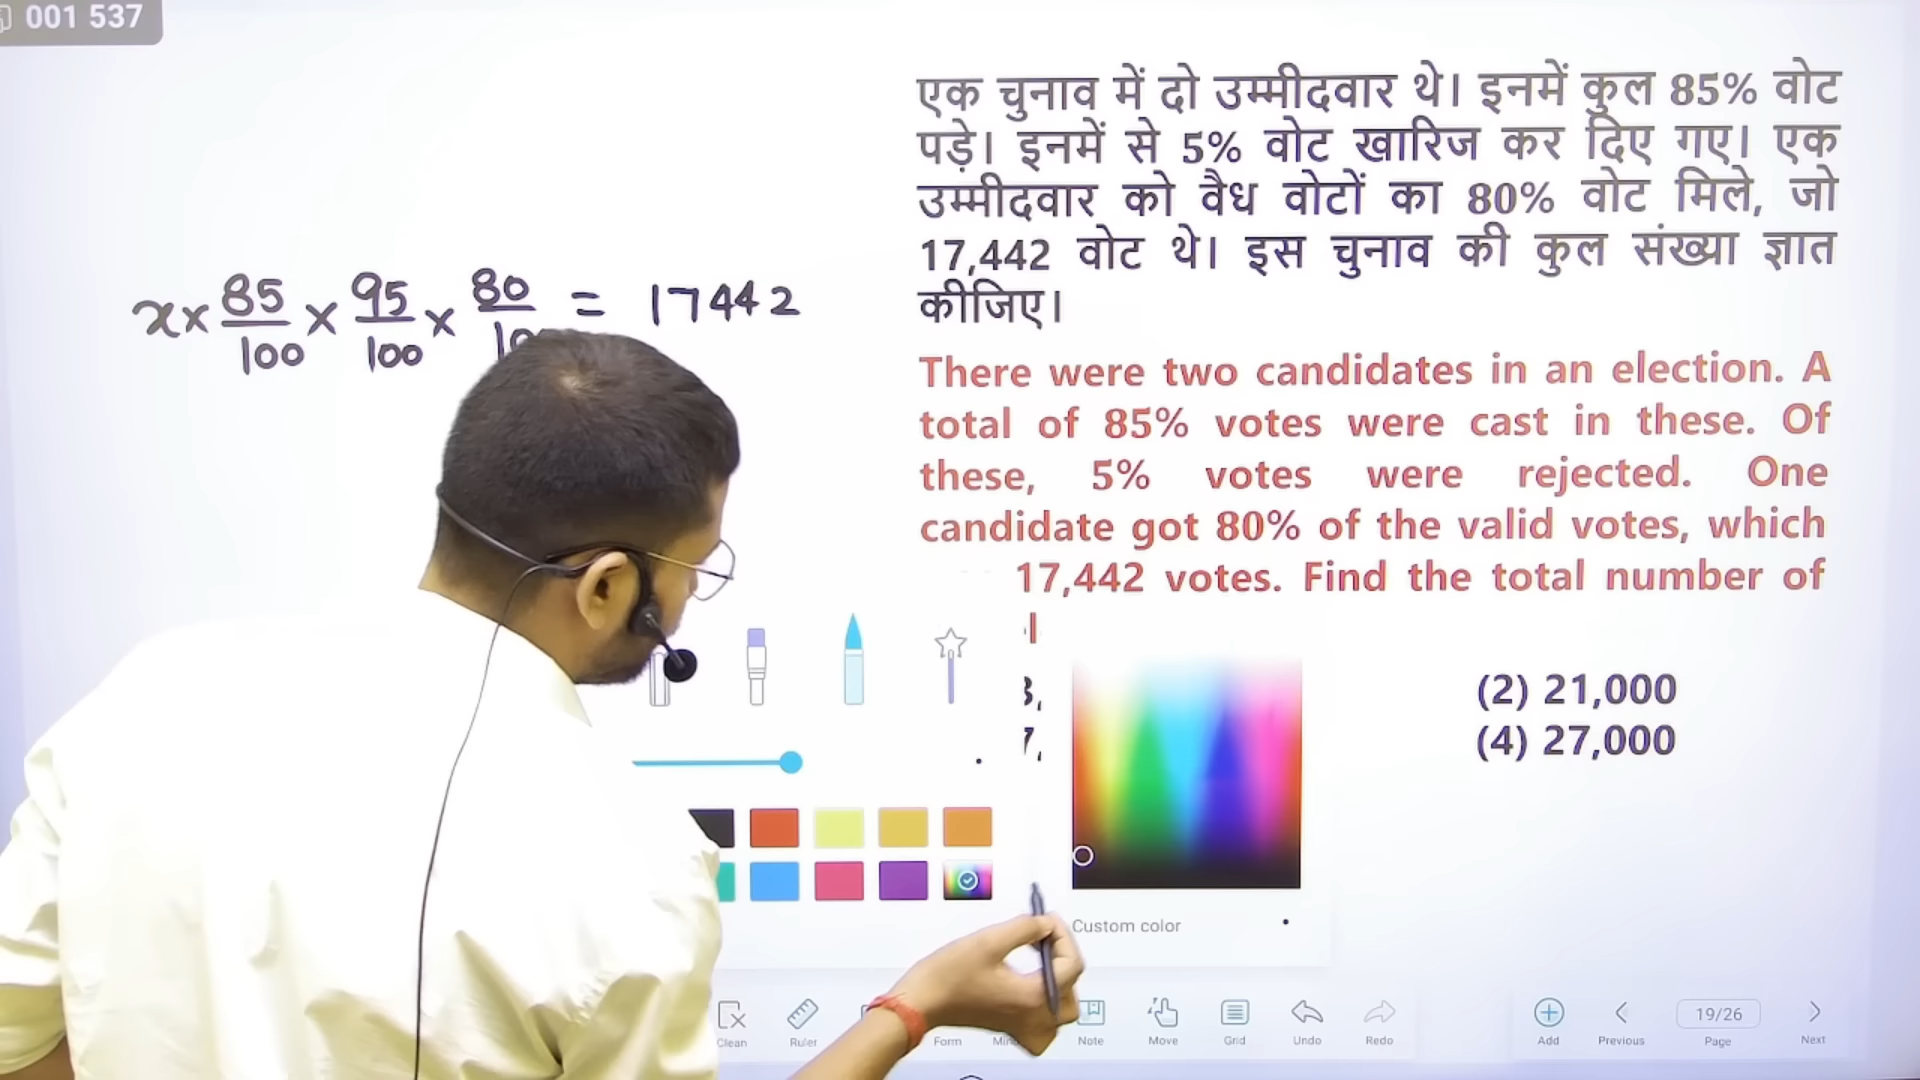 001 537
एक चुनाव में दो उम्मीदवार थे। इनमें कुल 85% वोट
पड़े। इनमें से 5% वोट खारिज कर दिए गए। एक
उम्मीदवार को वैध वोटों का 80% वोट मिले, जो
17,442 वोट थे। इस चुनाव की कुल संख्या ज्ञात
कीजिए।
x × 85/100 × 95/100 × 80/10 = 17442
There were two candidates in an election. A
total of 85% votes were cast in these. Of
these, 5% votes were rejected. One
candidate got 80% of the valid votes, which
17,442 votes. Find the total number of
(2) 21,000
(4) 27,000
Custom color
Clean Ruler Form Note Move Grid Undo Redo Add Previous 19/26 Page Next